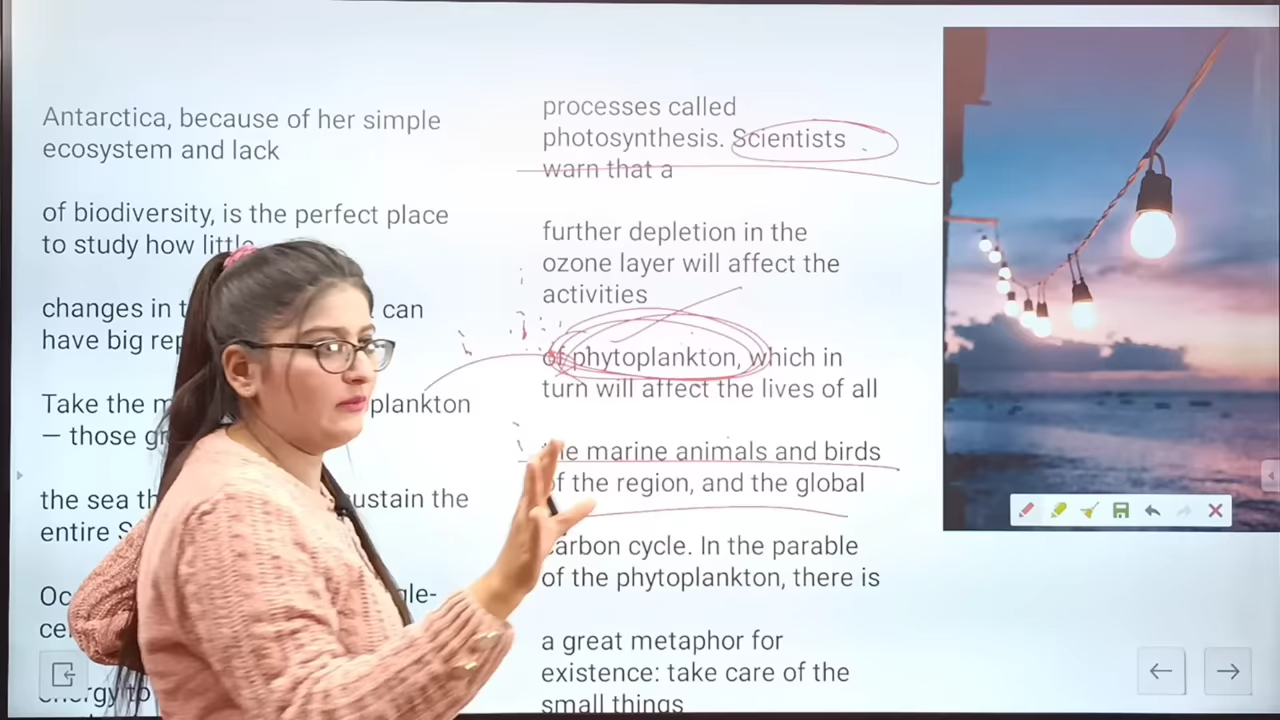 Antarctica, because of her simple
ecosystem and lack
of biodiversity, is the perfect place
to study how little
changes in t can
have big rep
Take the m plankton
— those gr
the sea th ustain the
entire S
Oc gle-
cel
energy to
processes called
photosynthesis. Scientists
warn that a
further depletion in the
ozone layer will affect the
activities
of phytoplankton, which in
turn will affect the lives of all
the marine animals and birds
of the region, and the global
carbon cycle. In the parable
of the phytoplankton, there is
a great metaphor for
existence: take care of the
small things